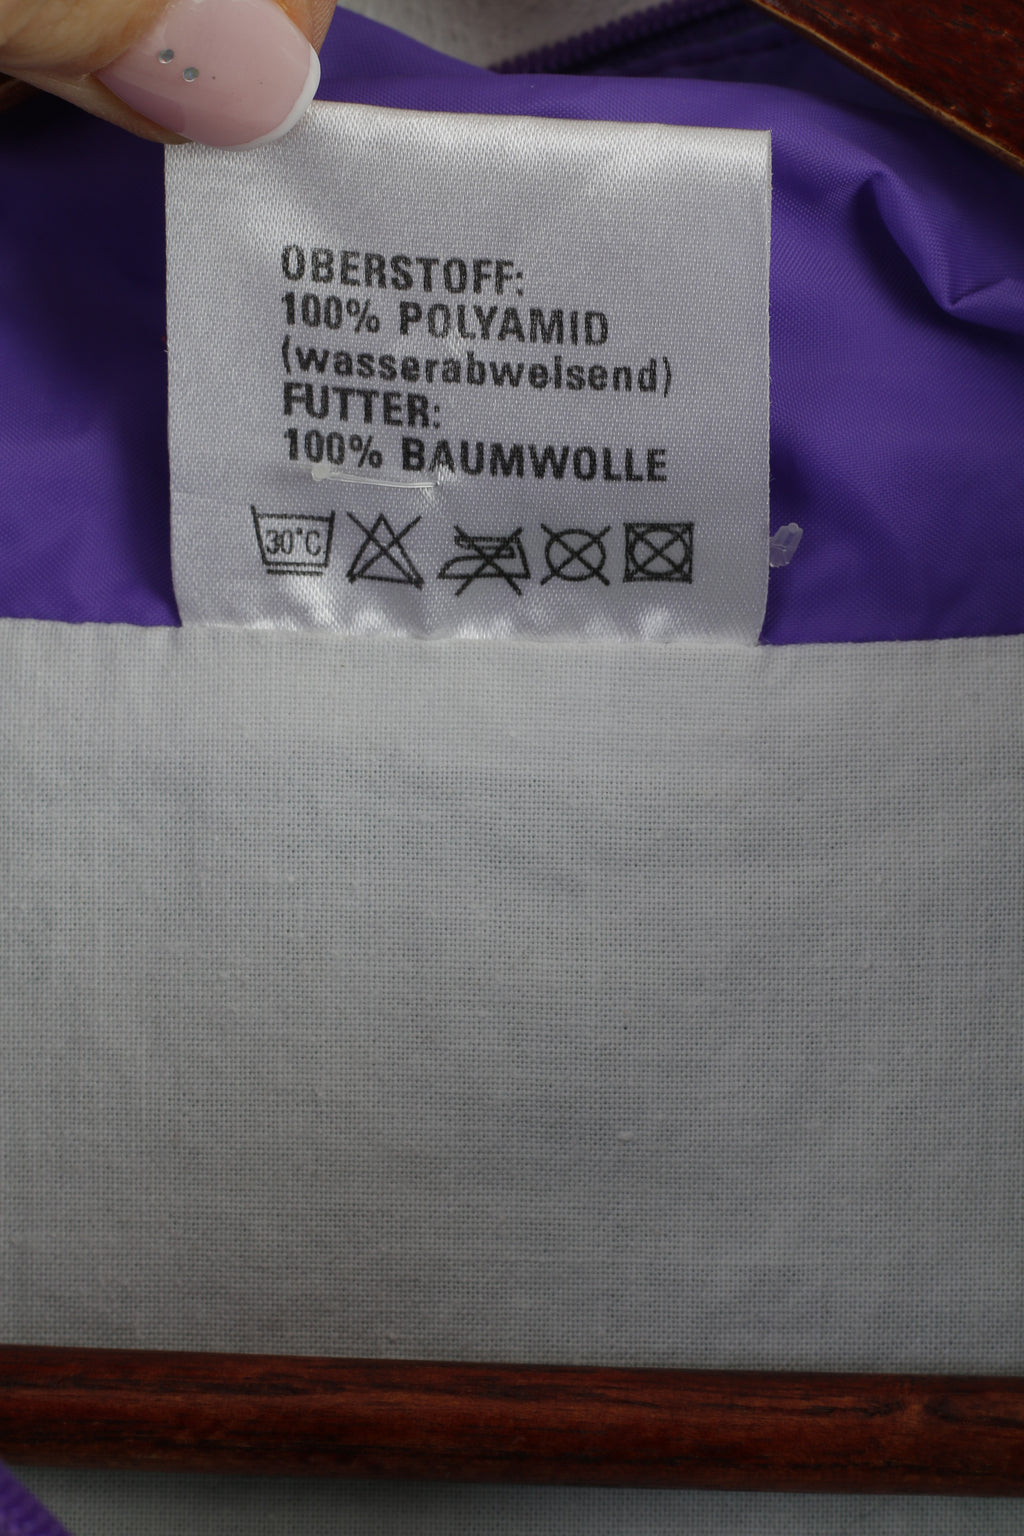 OBERSTOFF:
100% POLYAMID
(wasserabweisend)
FUTTER:
100% BAUMWOLLE
30°C